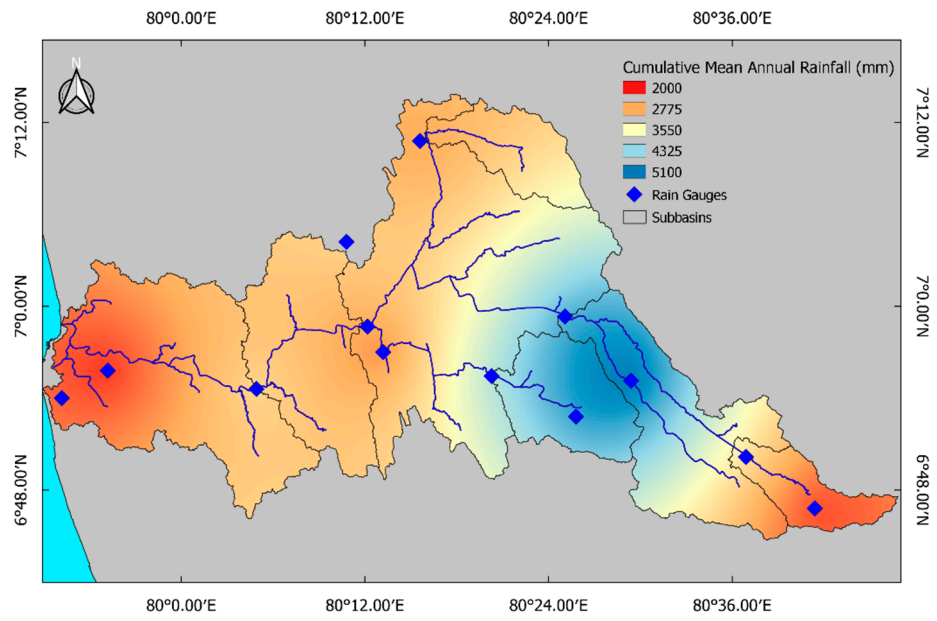 80°0.00′E 80°12.00′E 80°24.00′E 80°36.00′E
N
Cumulative Mean Annual Rainfall (mm)
2000
2775
3550
4325
5100
Rain Gauges
Subbasins
7°12.00′N 7°12.00′N
7°0.00′N 7°0.00′N
6°48.00′N 6°48.00′N
80°0.00′E 80°12.00′E 80°24.00′E 80°36.00′E